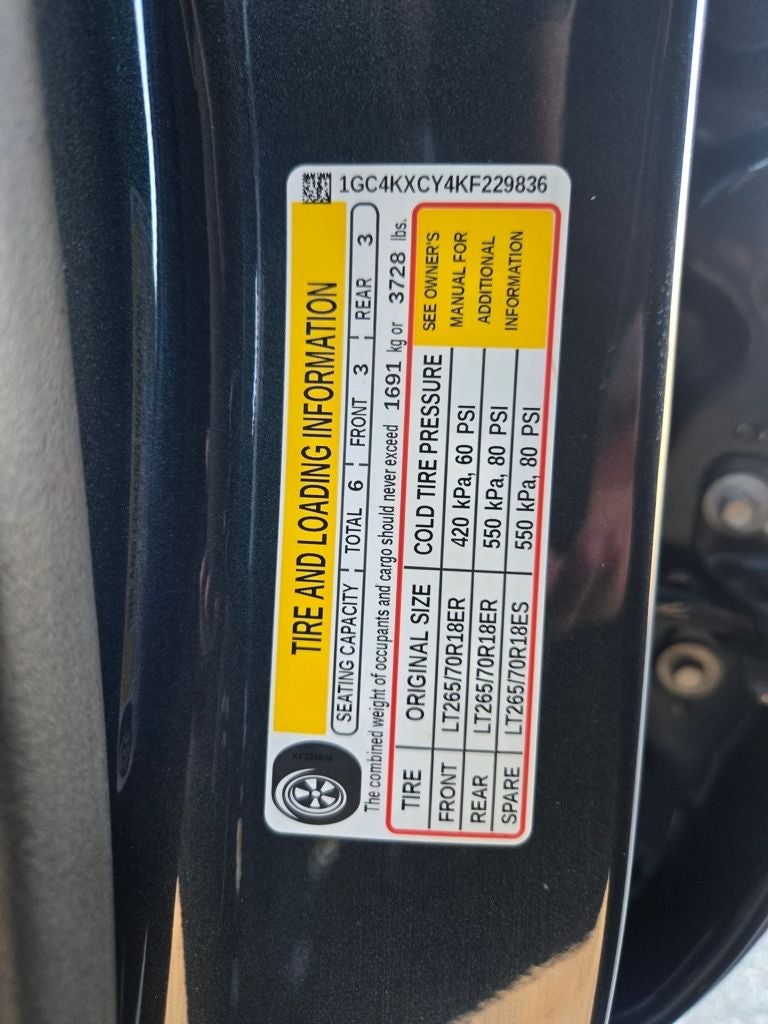 1GC4KXCY4KF229836
TIRE AND LOADING INFORMATION
SEATING CAPACITY TOTAL 6 FRONT 3 REAR 3
The combined weight of occupants and cargo should never exceed 1691 kg or 3728 lbs.
TIRE ORIGINAL SIZE COLD TIRE PRESSURE
FRONT LT265/70R18ER 420 kPa, 60 PSI
REAR LT265/70R18ER 550 kPa, 80 PSI
SPARE LT265/70R18ES 550 kPa, 80 PSI
SEE OWNER'S
MANUAL FOR
ADDITIONAL
INFORMATION
KF229836